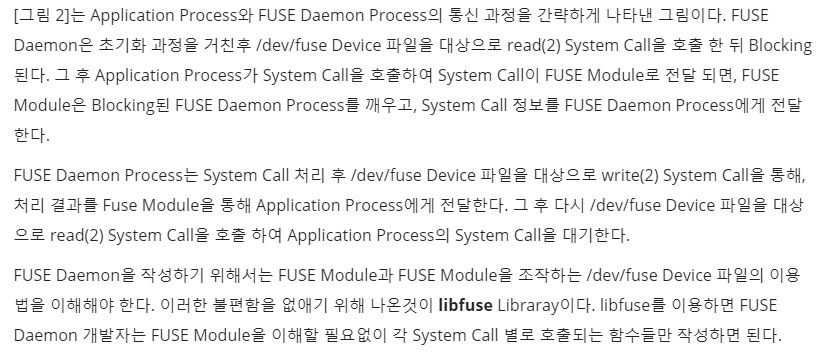 [그림 2]는 Application Process와 FUSE Daemon Process의 통신 과정을 간략하게 나타낸 그림이다. FUSE
Daemon은 초기화 과정을 거친후 /dev/fuse Device 파일을 대상으로 read(2) System Call을 호출 한 뒤 Blocking
된다. 그 후 Application Process가 System Call을 호출하여 System Call이 FUSE Module로 전달 되면, FUSE
Module은 Blocking된 FUSE Daemon Process를 깨우고, System Call 정보를 FUSE Daemon Process에게 전달
한다.
FUSE Daemon Process는 System Call 처리 후 /dev/fuse Device 파일을 대상으로 write(2) System Call을 통해,
처리 결과를 Fuse Module을 통해 Application Process에게 전달한다. 그 후 다시 /dev/fuse Device 파일을 대상
으로 read(2) System Call을 호출 하여 Application Process의 System Call을 대기한다.
FUSE Daemon을 작성하기 위해서는 FUSE Module과 FUSE Module을 조작하는 /dev/fuse Device 파일의 이용
법을 이해해야 한다. 이러한 불편함을 없애기 위해 나온것이 libfuse Libraray이다. libfuse를 이용하면 FUSE
Daemon 개발자는 FUSE Module을 이해할 필요없이 각 System Call 별로 호출되는 함수들만 작성하면 된다.